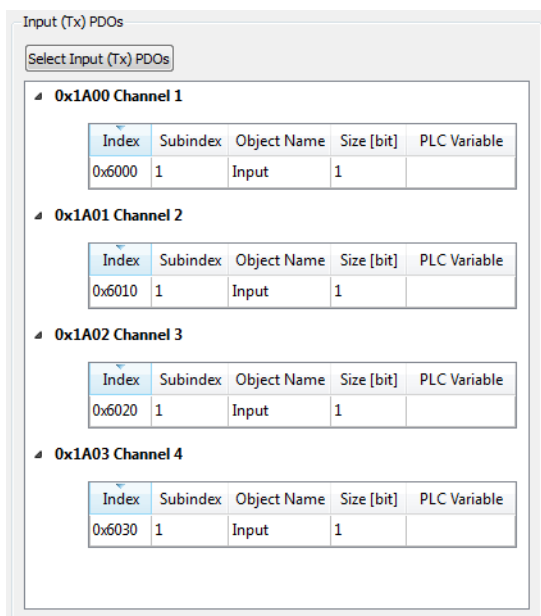 Input (Tx) PDOs
Select Input (Tx) PDOs
0x1A00 Channel 1
Index Subindex Object Name Size [bit] PLC Variable
0x6000 1 Input 1
0x1A01 Channel 2
Index Subindex Object Name Size [bit] PLC Variable
0x6010 1 Input 1
0x1A02 Channel 3
Index Subindex Object Name Size [bit] PLC Variable
0x6020 1 Input 1
0x1A03 Channel 4
Index Subindex Object Name Size [bit] PLC Variable
0x6030 1 Input 1